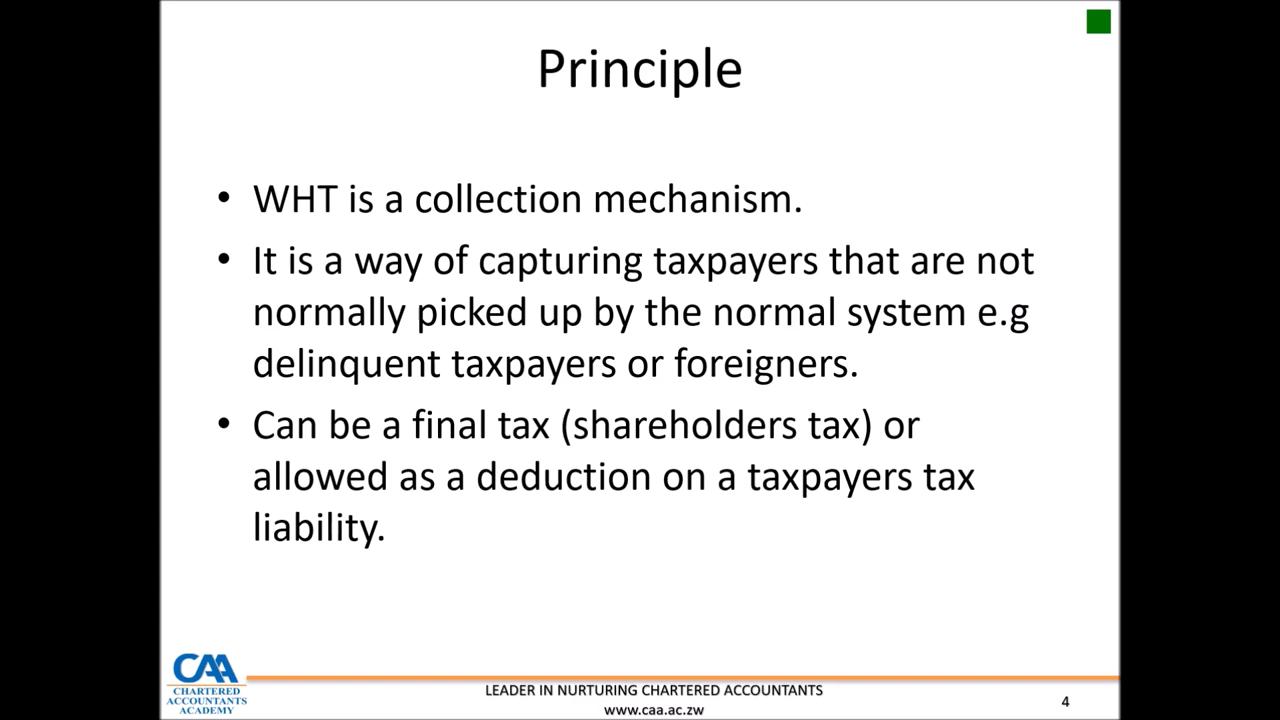 Principle
• WHT is a collection mechanism.
• It is a way of capturing taxpayers that are not
normally picked up by the normal system e.g
delinquent taxpayers or foreigners.
• Can be a final tax (shareholders tax) or
allowed as a deduction on a taxpayers tax
liability.
CAA
CHARTERED
ACCOUNTANTS
ACADEMY
LEADER IN NURTURING CHARTERED ACCOUNTANTS
www.caa.ac.zw
4